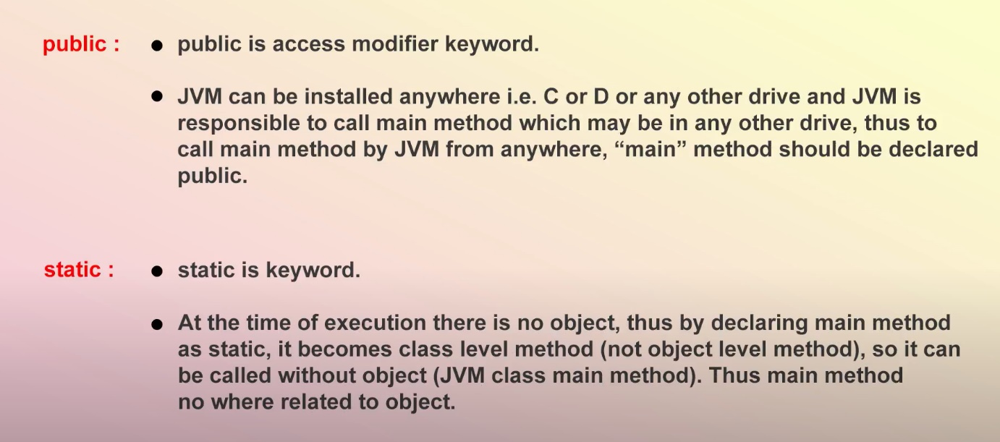 public : ● public is access modifier keyword.
● JVM can be installed anywhere i.e. C or D or any other drive and JVM is
responsible to call main method which may be in any other drive, thus to
call main method by JVM from anywhere, “main” method should be declared
public.
static : ● static is keyword.
● At the time of execution there is no object, thus by declaring main method
as static, it becomes class level method (not object level method), so it can
be called without object (JVM class main method). Thus main method
no where related to object.